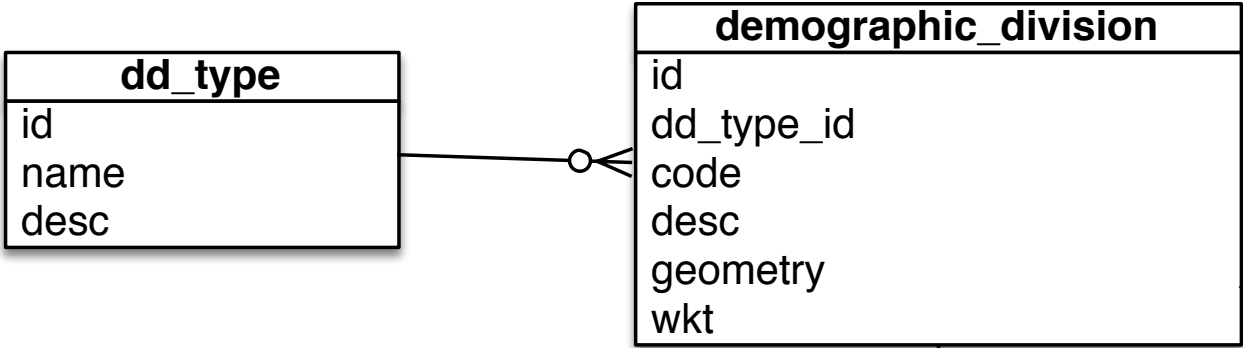 dd_type
id
name
desc
demographic_division
id
dd_type_id
code
desc
geometry
wkt